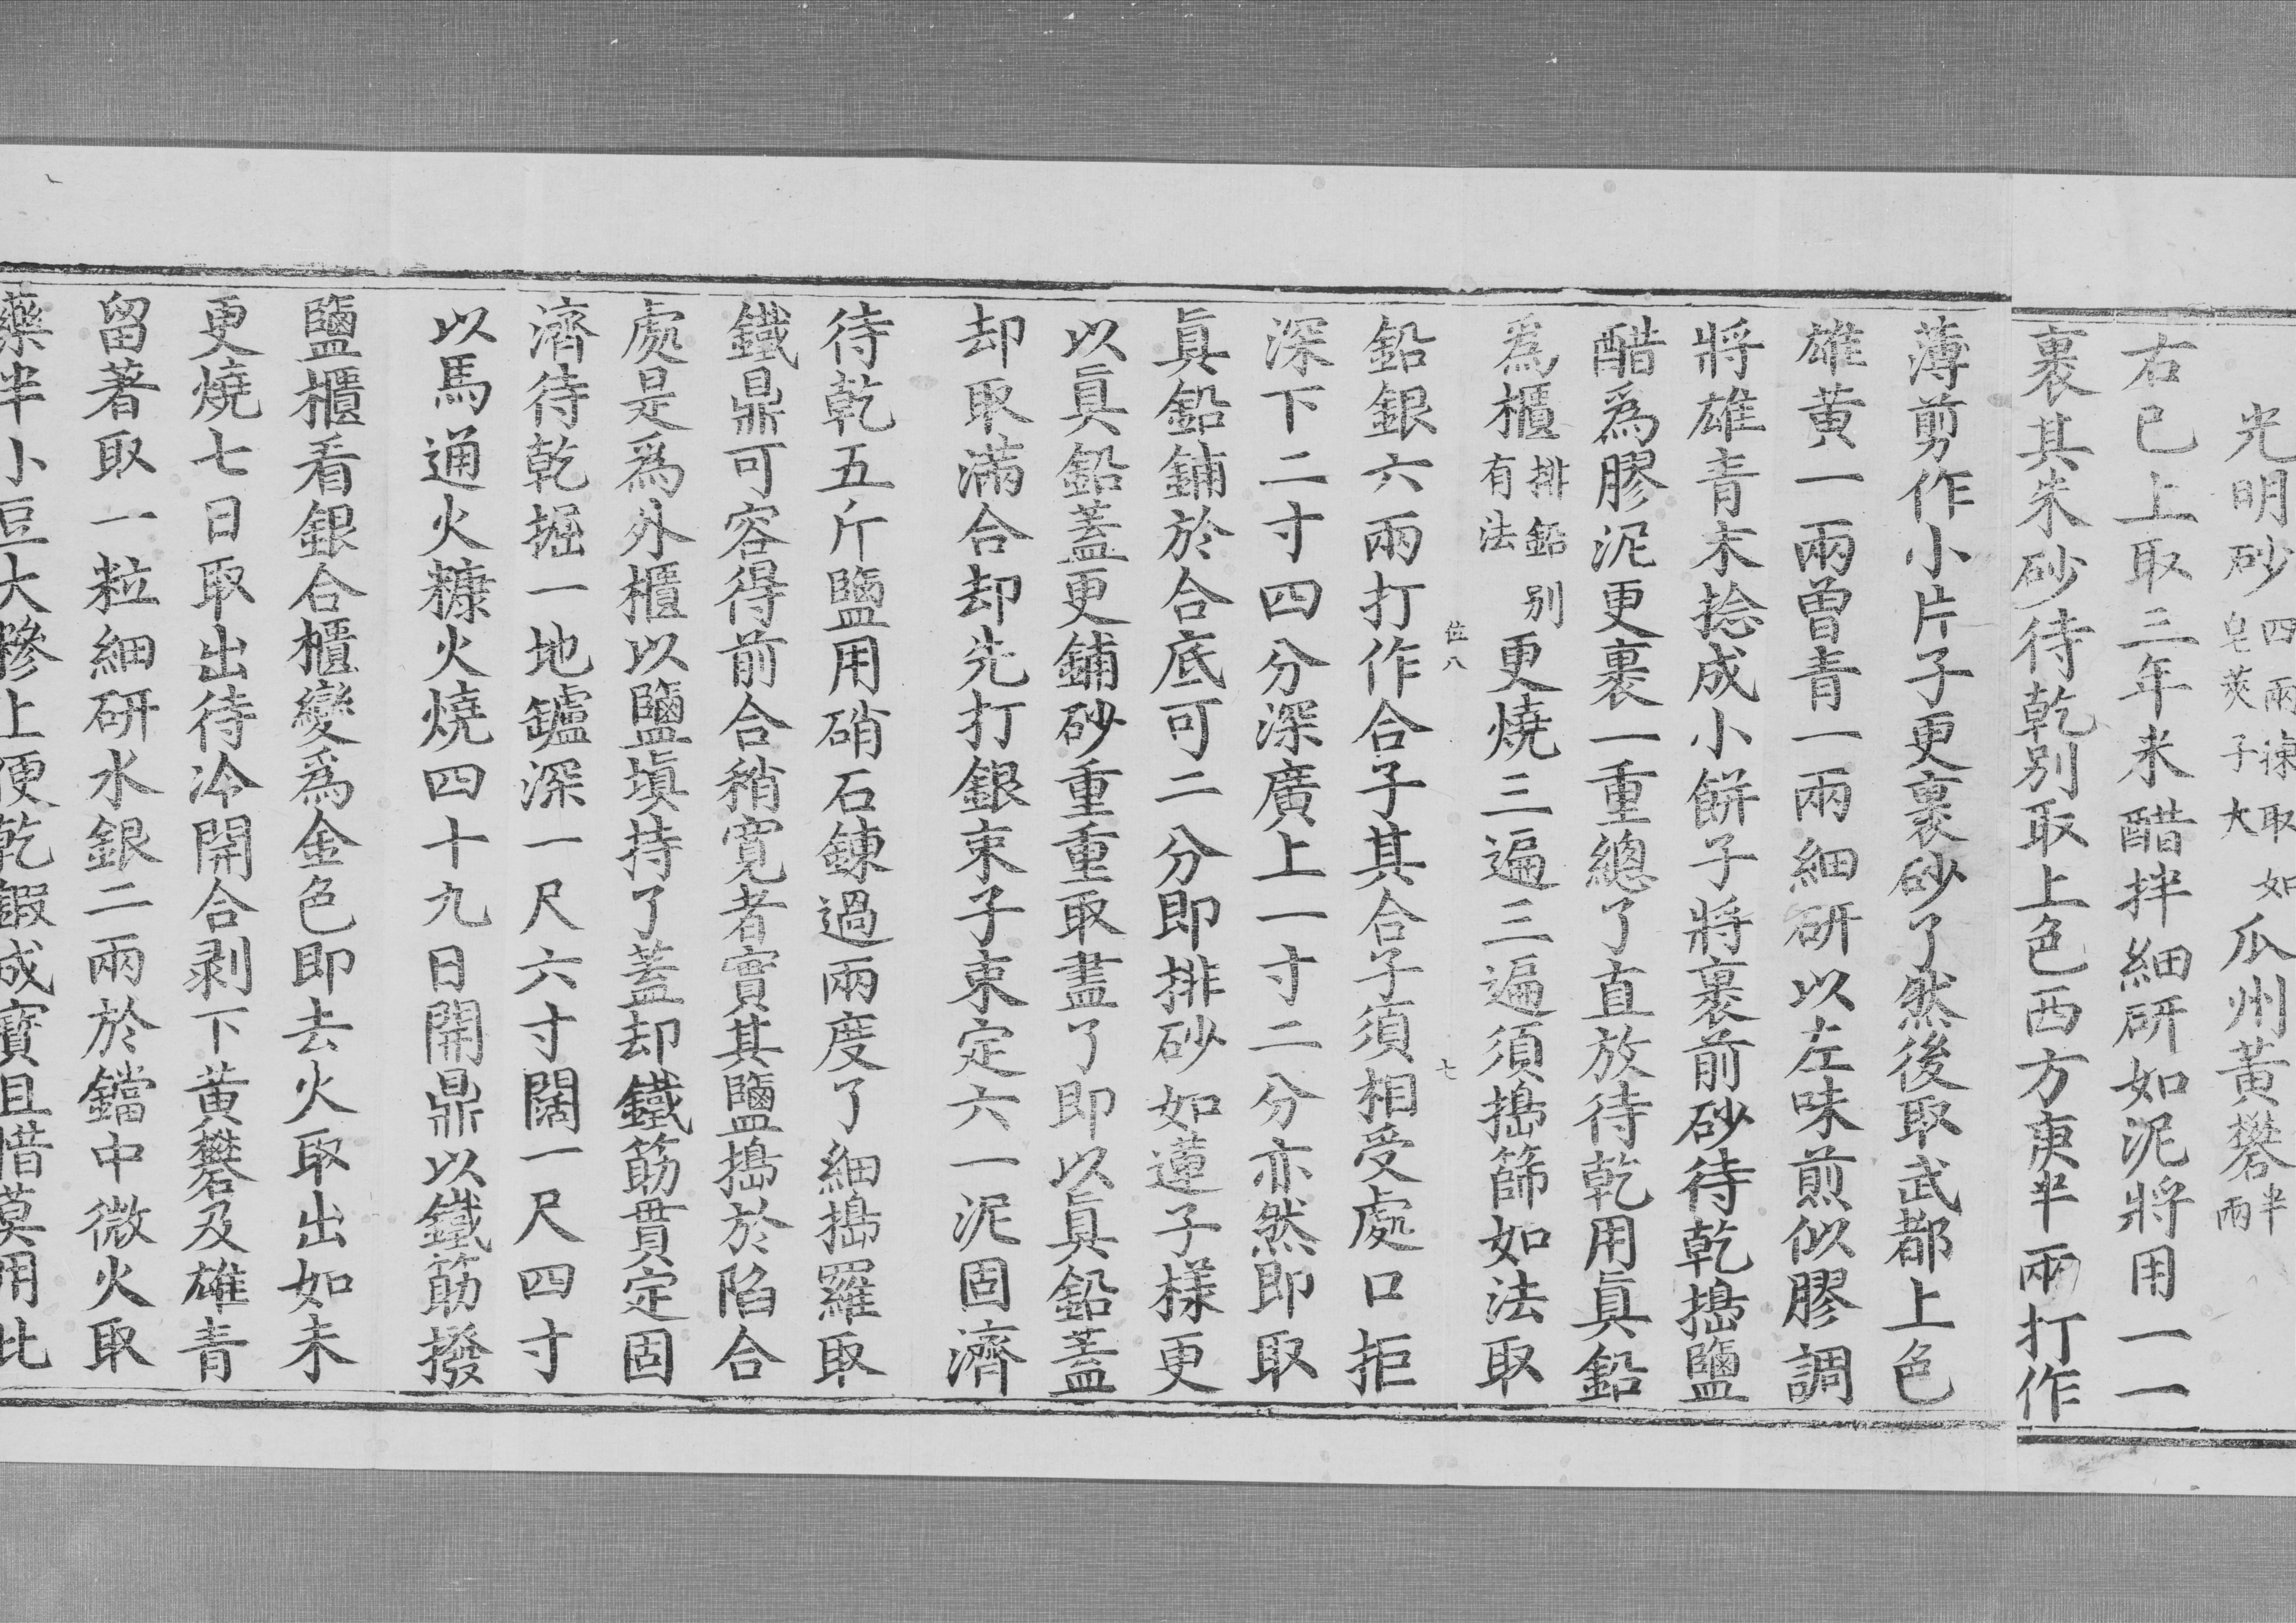 光明砂四兩揀取如皂莢子大瓜州黃礬半兩
右已上取三年米醋拌細研如泥將用一一
裹其朱砂待乾别取上色西方庚半兩打作
薄剪作小片子更裹砂了然後取武都上色
雄黃一兩曾青一兩細研以左味煎似膠調
將雄青末捻成小餅子將裹前砂待乾搗鹽
醋爲膠泥更裹一重總了直放待乾用眞鉛
爲櫃排鉛别有法更燒三遍三遍須搗篩如法取
位八 七
鉛銀六兩打作合子其合子須相受處口拒
深下二寸四分深廣上一寸二分亦然即取
眞鉛鋪於合底可二分即排砂如蓮子樣更
以眞鉛蓋更鋪砂重重取盡了即以眞鉛蓋
却取滿合却先打銀束子束定六一泥固濟
待乾五斤鹽用硝石鍊過兩度了細搗羅取
鐵鼎可容得前合稍寬者實其鹽搗於陷合
處是爲外櫃以鹽塡持了蓋却鐵筯貫定固
濟待乾掘一地鑪深一尺六寸闊一尺四寸
以馬通火糠火燒四十九日開鼎以鐵筯撥
鹽櫃看銀合櫃變爲金色即去火取出如未
更燒七日取出待冷開合剥下黃礬及雄青
留著取一粒細研水銀二兩於鐺中微火取
藥半小豆大糝上便乾鍜成寶且惜莫用比